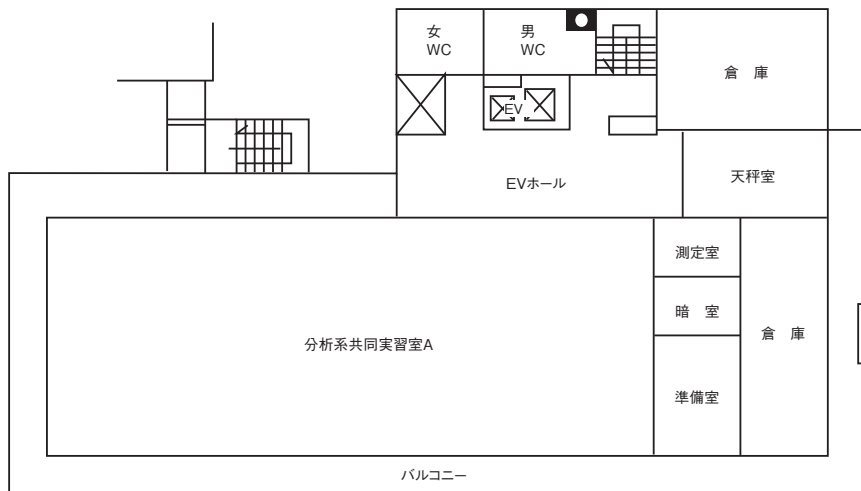 女
WC
男
WC
倉　庫
EV
天秤室
EVホール
測定室
暗　室
倉　庫
分析系共同実習室A
準備室
バルコニー